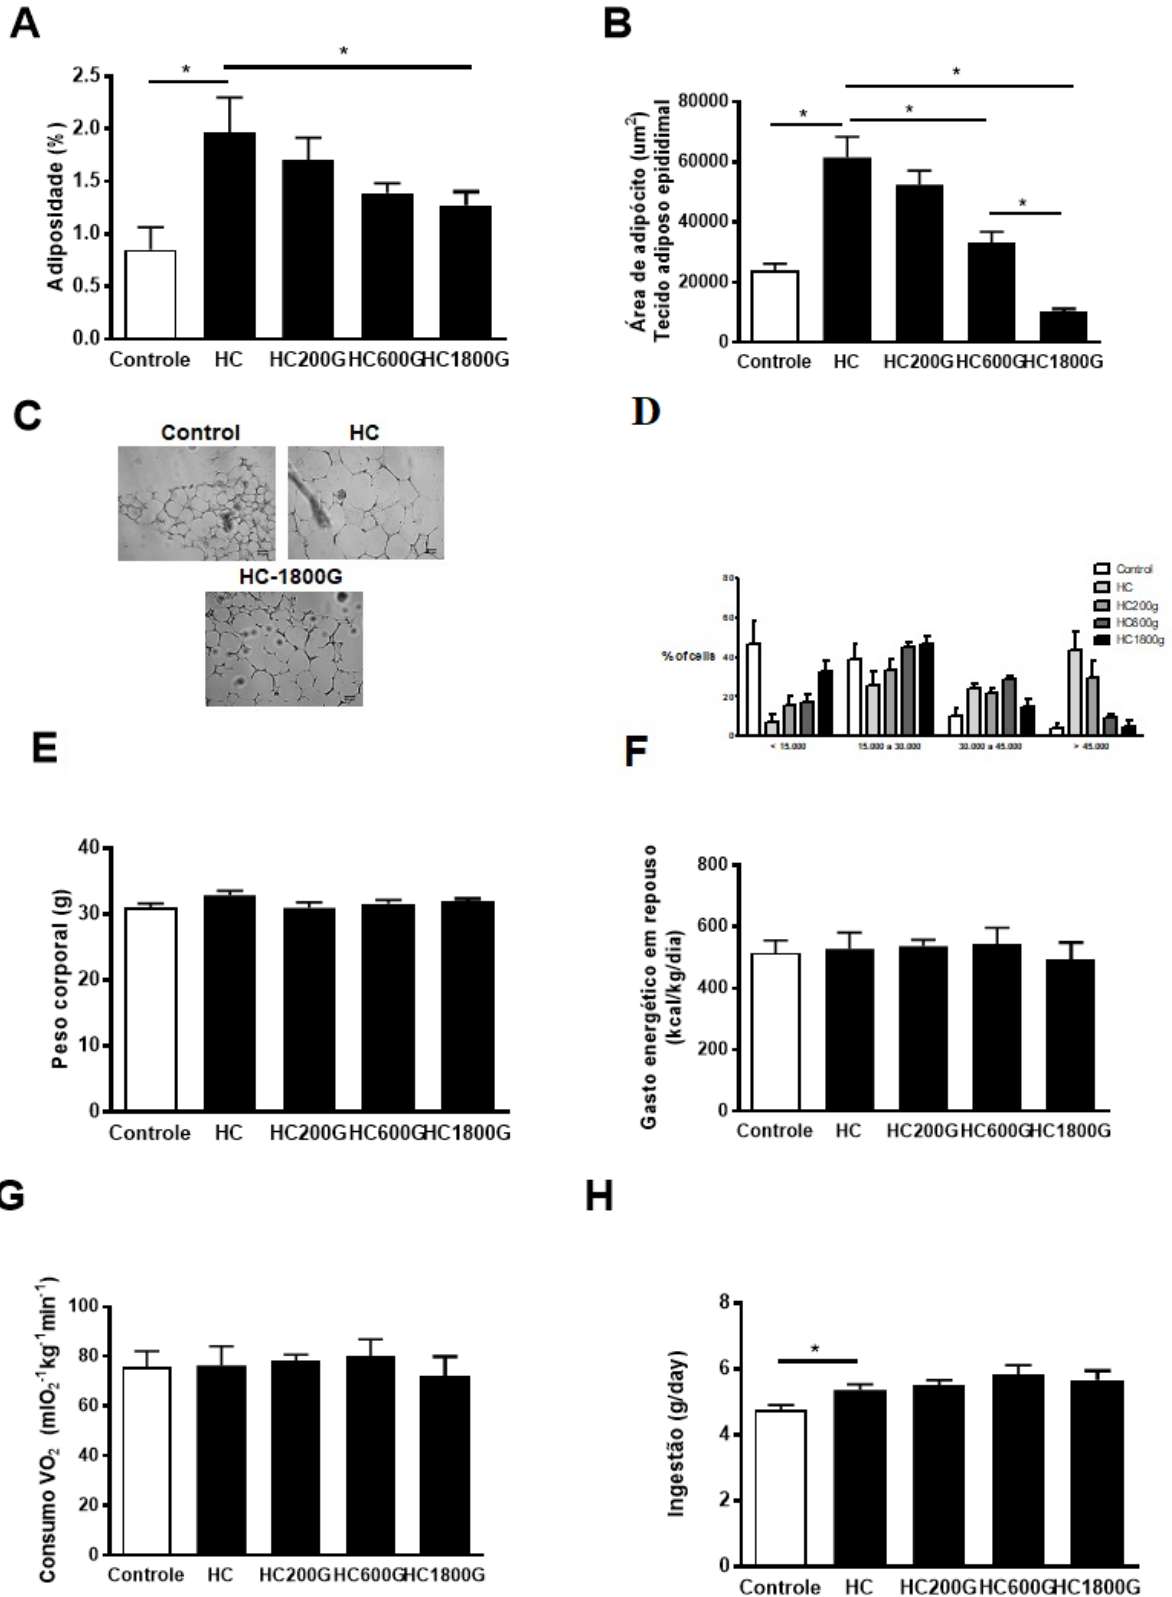 A
*
*
2.5
2.0
1.5
1.0
0.5
0.0
Adiposidade (%)
Controle HC HC200G HC600G HC1800G
B
*
*
*
*
80000
60000
40000
20000
0
Área de adipócito (um²)
Tecido adiposo epididimal
Controle HC HC200G HC600G HC1800G
C
Control HC
HC-1800G
D
80
60
40
20
0
% of cells
Control
HC
HC200g
HC600g
HC1800g
< 15.000 15.000 a 30.000 30.000 a 45.000 > 45.000
E
40
30
20
10
0
Peso corporal (g)
Controle HC HC200G HC600G HC1800G
F
800
600
400
200
0
Gasto energético em repouso
(kcal/kg/dia)
Controle HC HC200G HC600G HC1800G
G
100
80
60
40
20
0
Consumo VO₂ (mlO₂⁻¹kg⁻¹min⁻¹)
Controle HC HC200G HC600G HC1800G
H
*
8
6
4
2
0
Ingestão (g/day)
Controle HC HC200G HC600G HC1800G